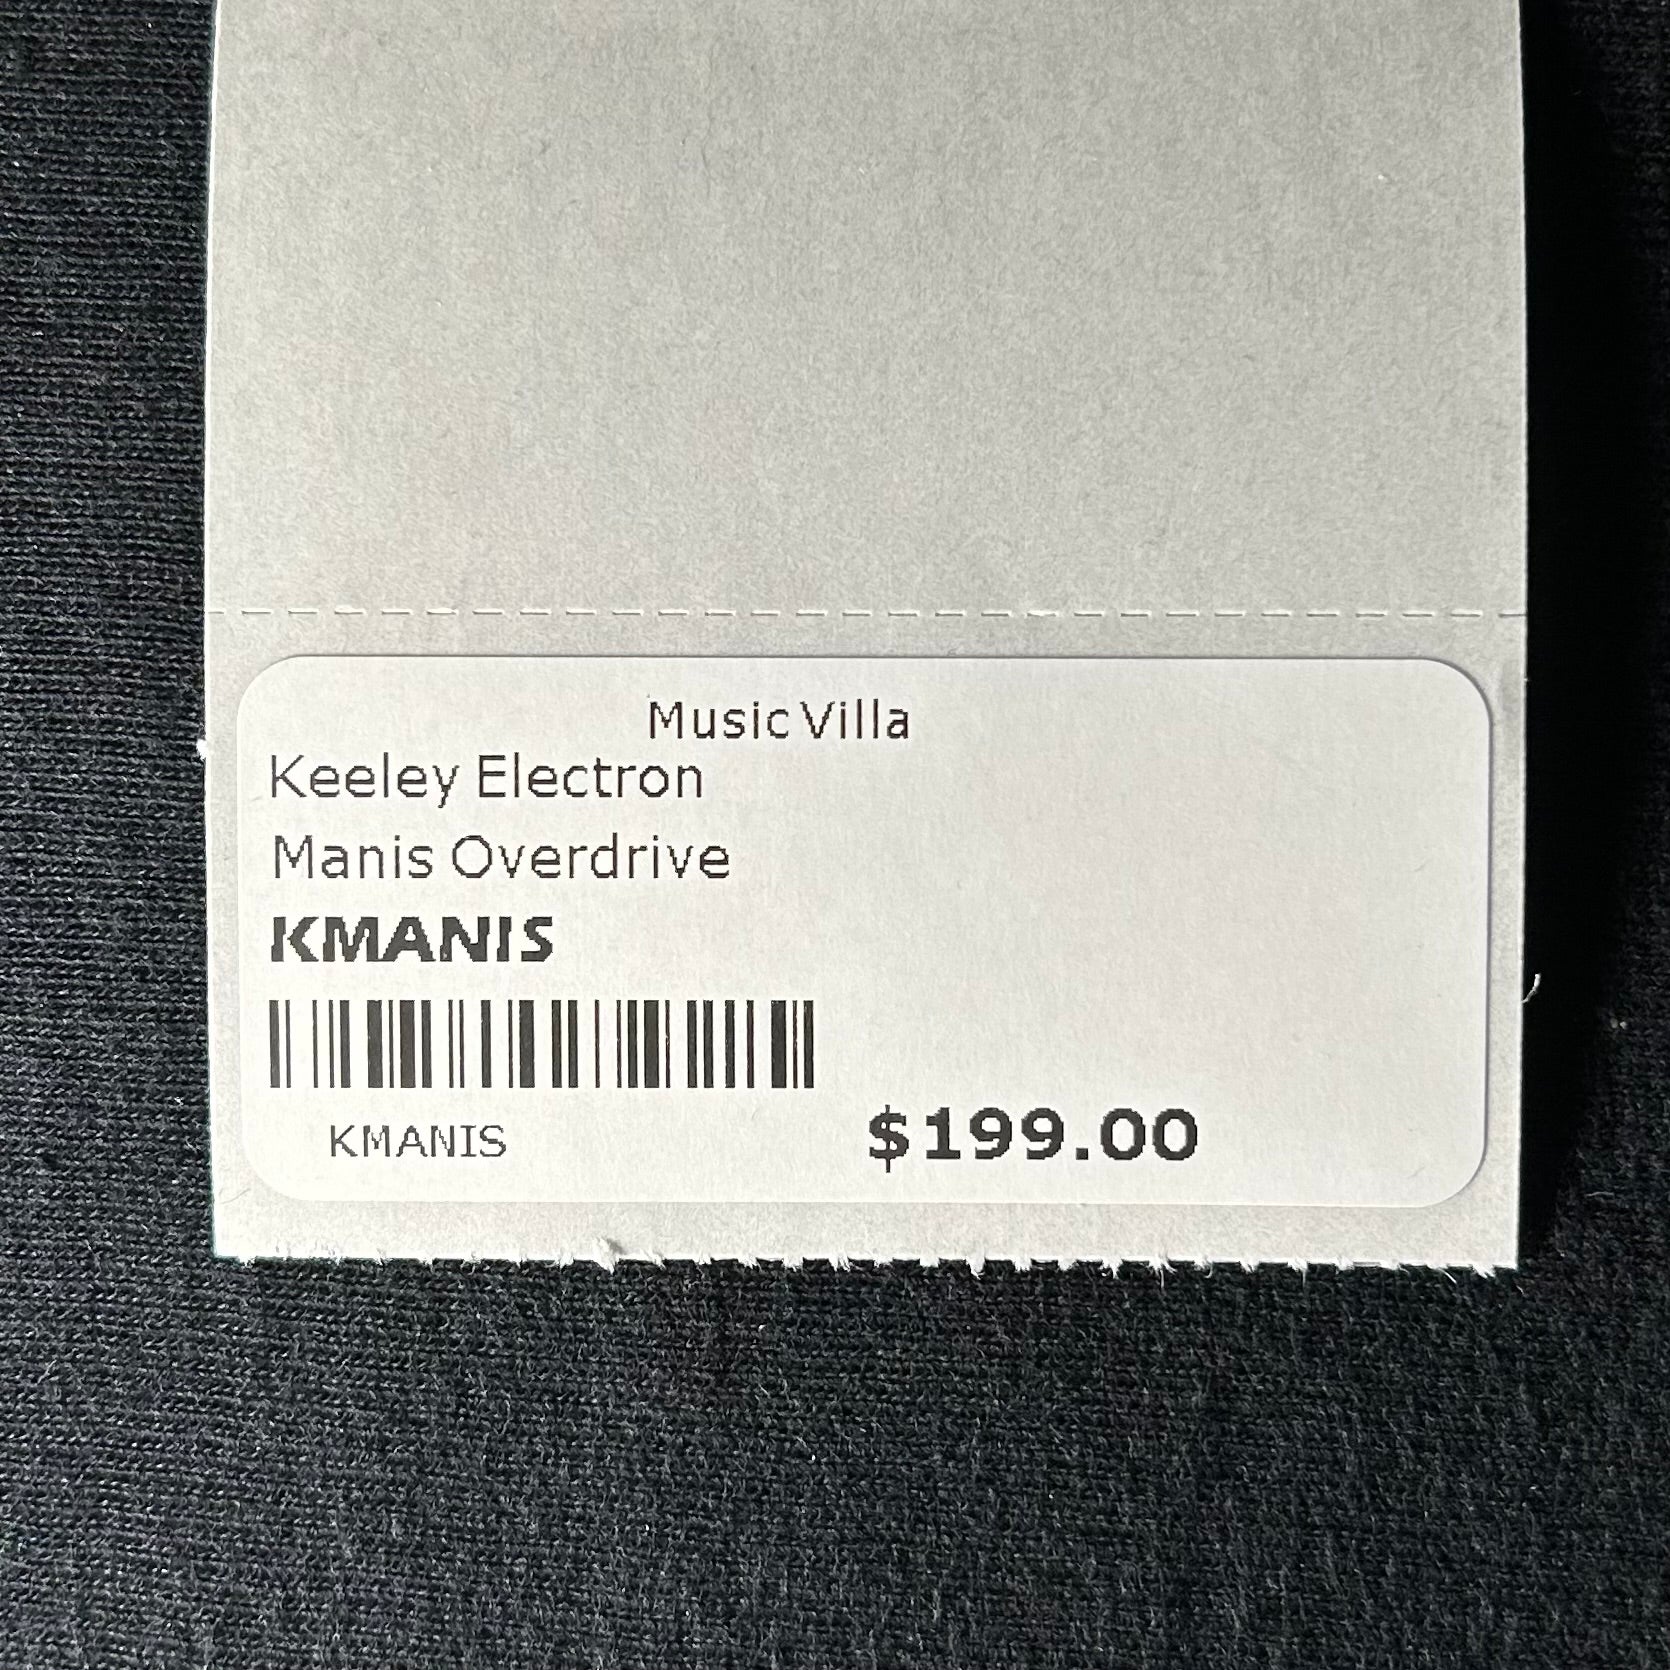 Music Villa
Keeley Electron
Manis Overdrive
KMANIS
KMANIS
$199.00